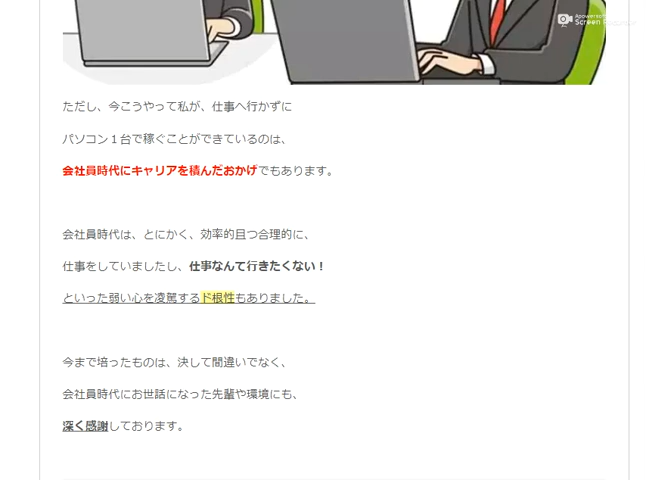 Apowersoft
Screen Recorder
ただし、今こうやって私が、仕事へ行かずに
パソコン１台で稼ぐことができているのは、
会社員時代にキャリアを積んだおかげでもあります。
会社員時代は、とにかく、効率的且つ合理的に、
仕事をしていましたし、仕事なんて行きたくない！
といった弱い心を凌駕するド根性もありました。
今まで培ったものは、決して間違いでなく、
会社員時代にお世話になった先輩や環境にも、
深く感謝しております。